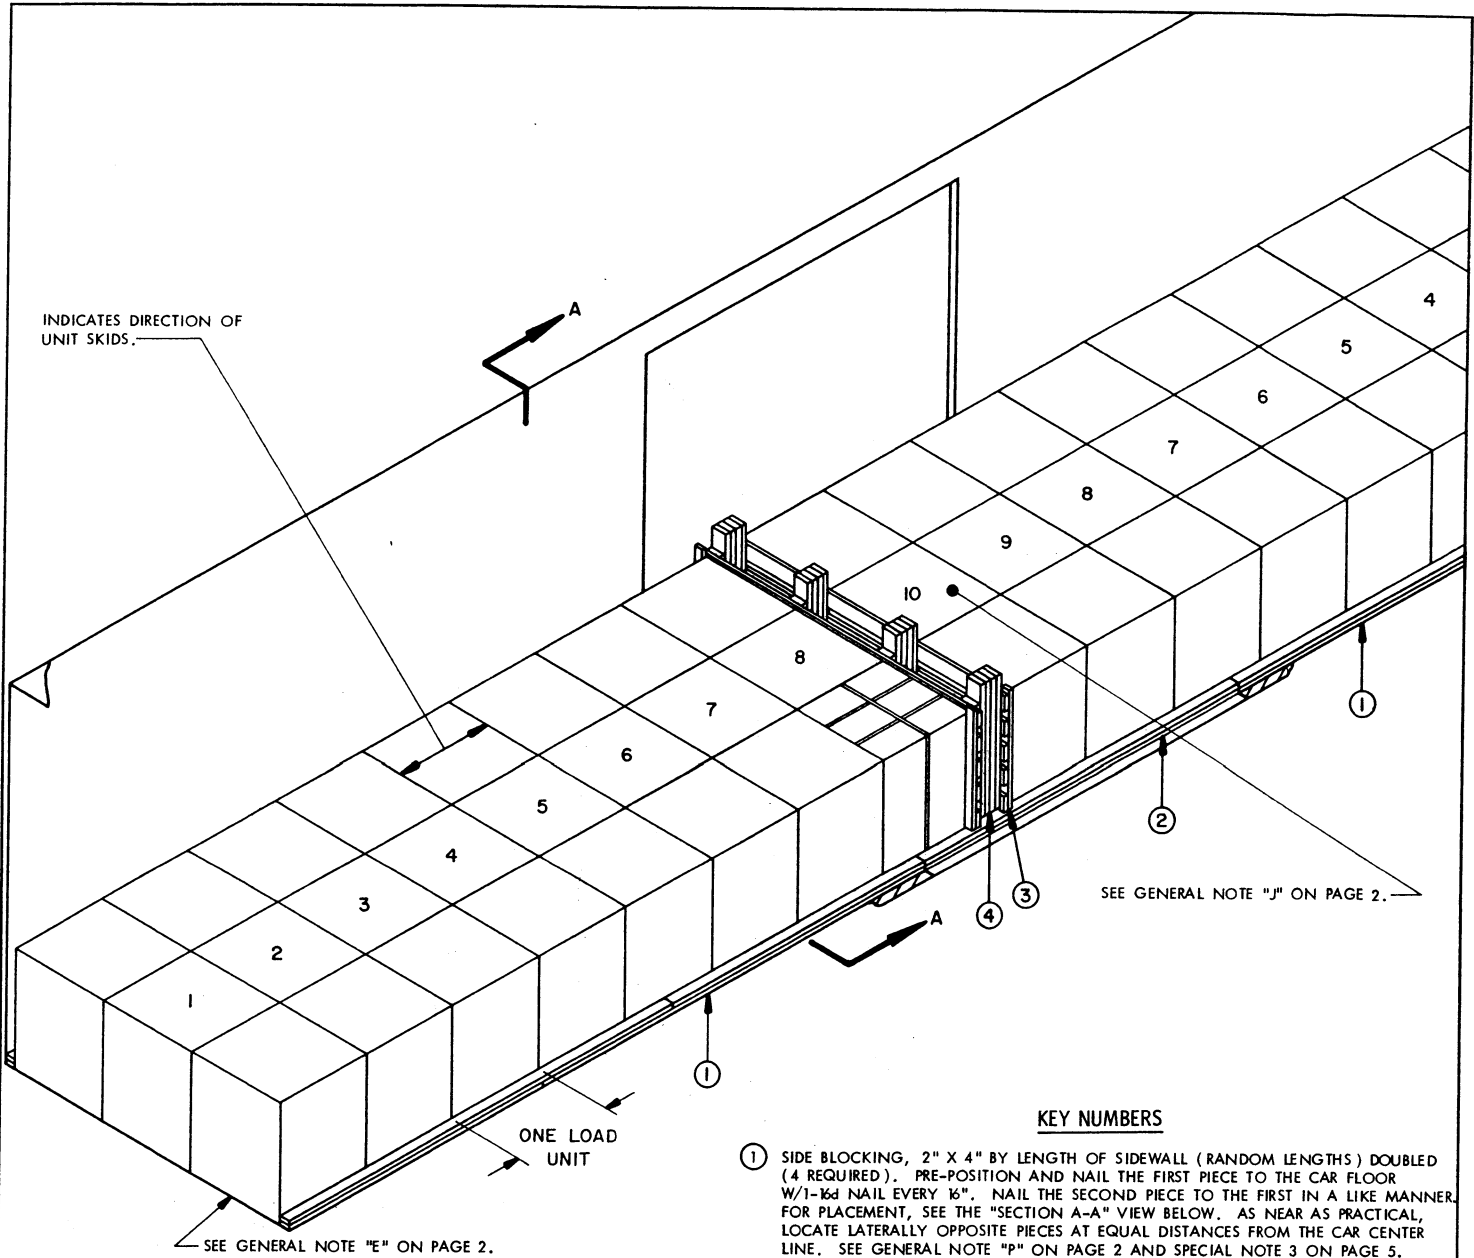 A
INDICATES DIRECTION OF
UNIT SKIDS.
4
5
6
7
8
9
10
8
7
6
5
4
3
2
1
1
2
3
4
SEE GENERAL NOTE "J" ON PAGE 2.
A
1
ONE LOAD
UNIT
SEE GENERAL NOTE "E" ON PAGE 2.
KEY NUMBERS
1 SIDE BLOCKING, 2" X 4" BY LENGTH OF SIDEWALL (RANDOM LENGTHS) DOUBLED
(4 REQUIRED). PRE-POSITION AND NAIL THE FIRST PIECE TO THE CAR FLOOR
W/1-16d NAIL EVERY 16". NAIL THE SECOND PIECE TO THE FIRST IN A LIKE MANNER.
FOR PLACEMENT, SEE THE "SECTION A-A" VIEW BELOW. AS NEAR AS PRACTICAL,
LOCATE LATERALLY OPPOSITE PIECES AT EQUAL DISTANCES FROM THE CAR CENTER
LINE. SEE GENERAL NOTE "P" ON PAGE 2 AND SPECIAL NOTE 3 ON PAGE 5.